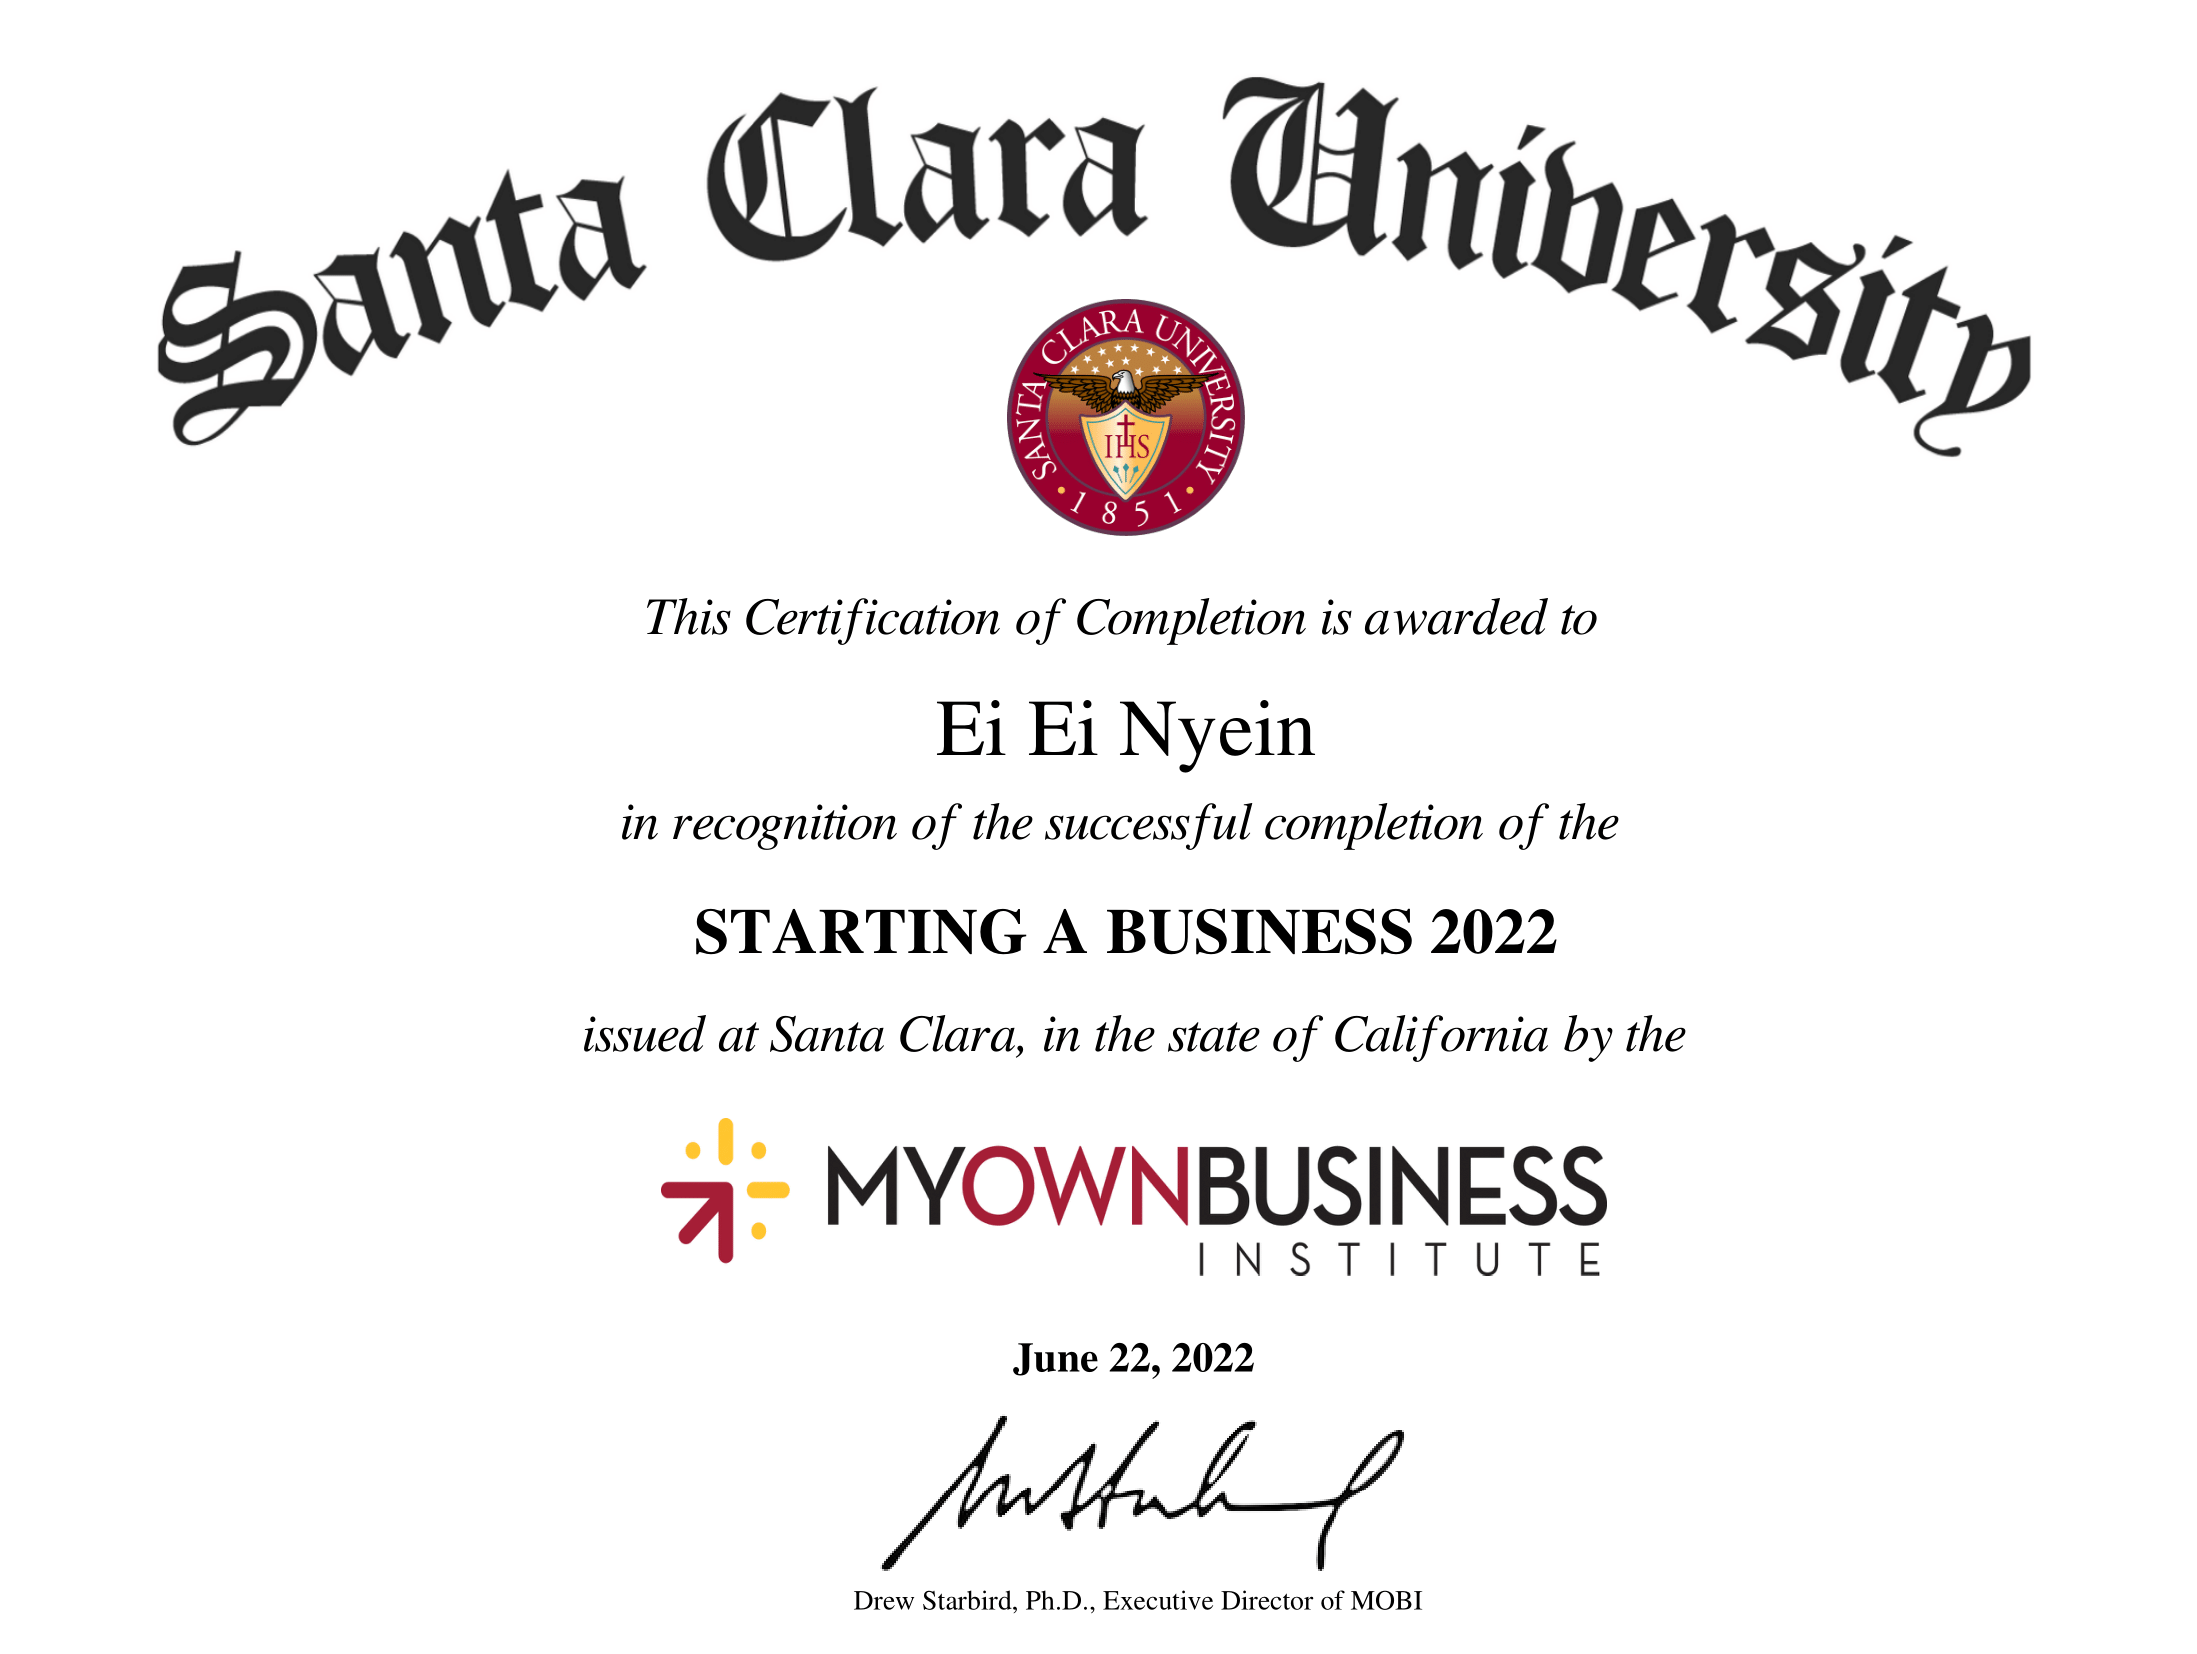 Santa Clara University
SANTA CLARA UNIVERSITY
IHS
1851
This Certification of Completion is awarded to
Ei Ei Nyein
in recognition of the successful completion of the
STARTING A BUSINESS 2022
issued at Santa Clara, in the state of California by the
MYOWNBUSINESS
INSTITUTE
June 22, 2022
Drew Starbird, Ph.D., Executive Director of MOBI